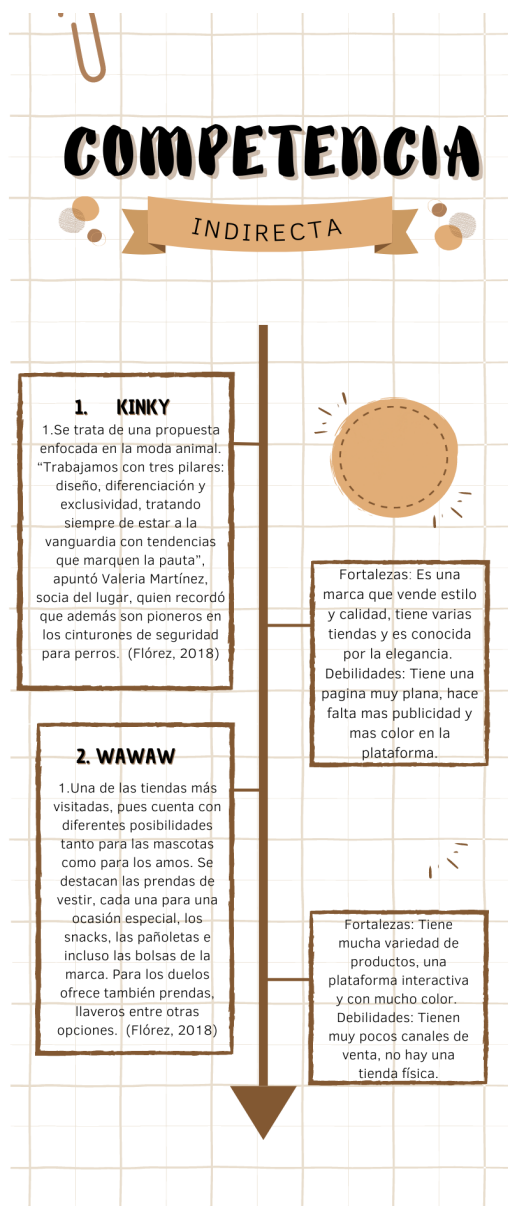 COMPETENCIA
INDIRECTA
1. KINKY
1.Se trata de una propuesta
enfocada en la moda animal.
“Trabajamos con tres pilares:
diseño, diferenciación y
exclusividad, tratando
siempre de estar a la
vanguardia con tendencias
que marquen la pauta”,
apuntó Valeria Martínez,
socia del lugar, quien recordó
que además son pioneros en
los cinturones de seguridad
para perros. (Flórez, 2018)
Fortalezas: Es una
marca que vende estilo
y calidad, tiene varias
tiendas y es conocida
por la elegancia.
Debilidades: Tiene una
pagina muy plana, hace
falta mas publicidad y
mas color en la
plataforma.
2. WAWAW
1.Una de las tiendas más
visitadas, pues cuenta con
diferentes posibilidades
tanto para las mascotas
como para los amos. Se
destacan las prendas de
vestir, cada una para una
ocasión especial, los
snacks, las pañoletas e
incluso las bolsas de la
marca. Para los duelos
ofrece también prendas,
llaveros entre otras
opciones. (Flórez, 2018)
Fortalezas: Tiene
mucha variedad de
productos, una
plataforma interactiva
y con mucho color.
Debilidades: Tienen
muy pocos canales de
venta, no hay una
tienda física.